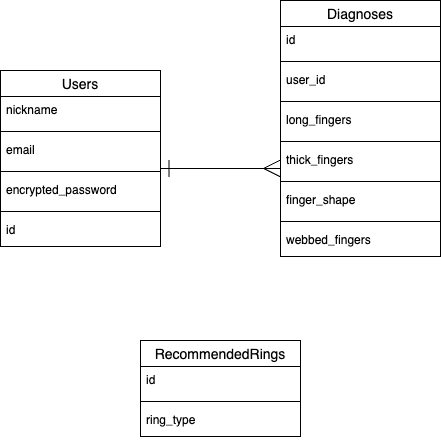 Users
nickname
email
encrypted_password
id
Diagnoses
id
user_id
long_fingers
thick_fingers
finger_shape
webbed_fingers
RecommendedRings
id
ring_type